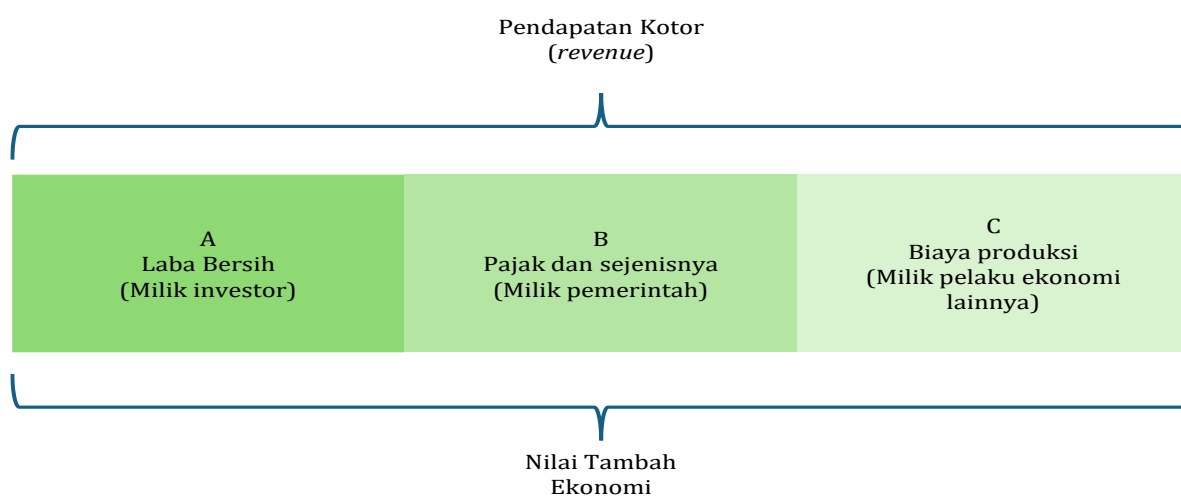 Pendapatan Kotor
(revenue)
A
Laba Bersih
(Milik investor)
B
Pajak dan sejenisnya
(Milik pemerintah)
C
Biaya produksi
(Milik pelaku ekonomi
lainnya)
Nilai Tambah
Ekonomi